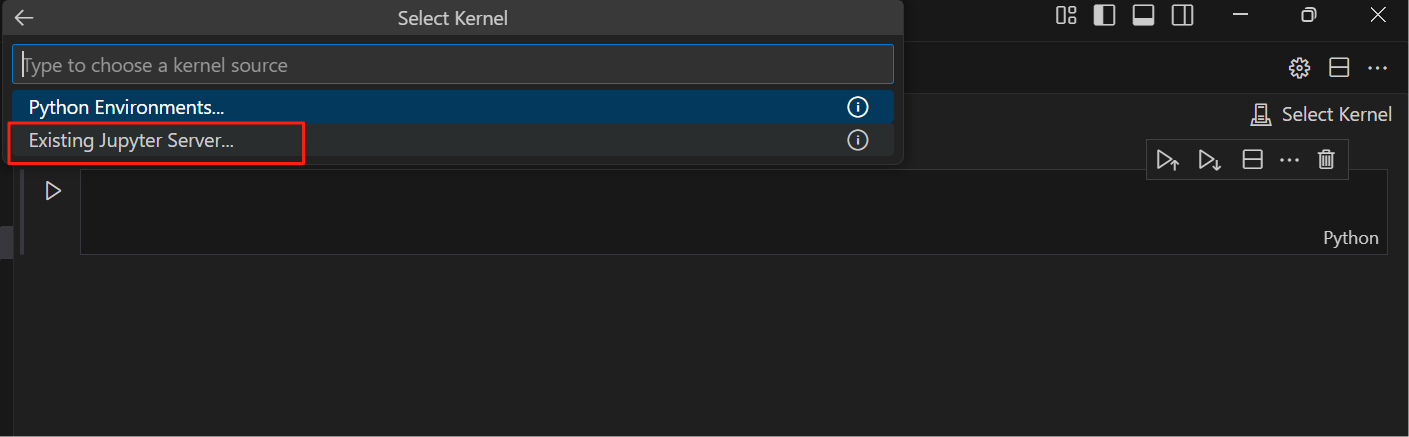 Select Kernel
Type to choose a kernel source
Python Environments...
Existing Jupyter Server...
Select Kernel
Python